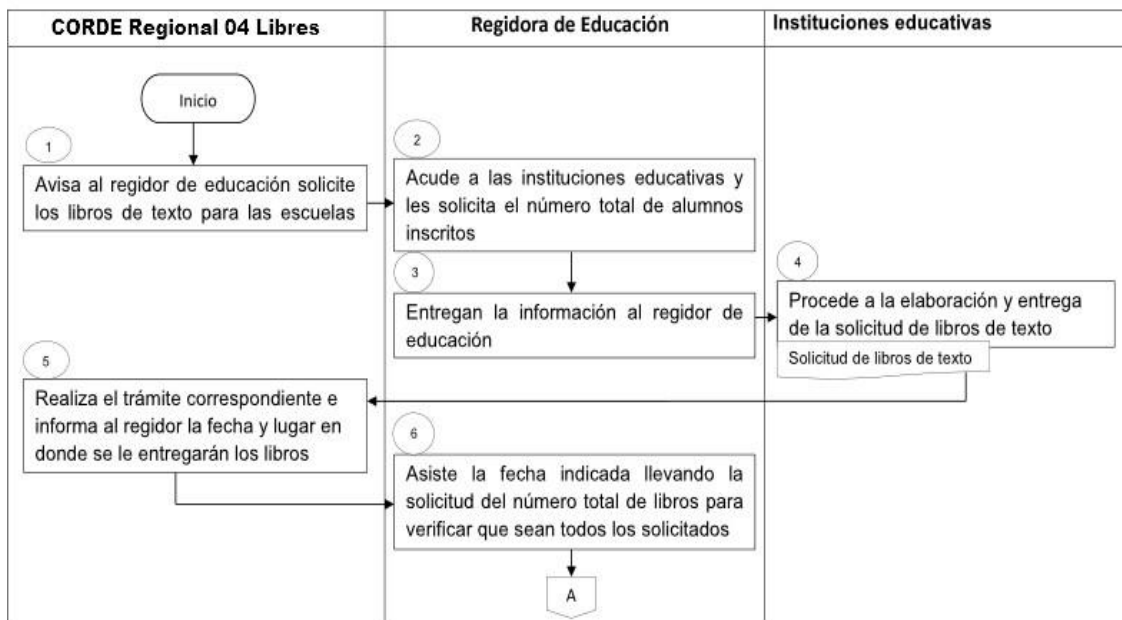 CORDE Regional 04 Libres
Regidora de Educación
Instituciones educativas
Inicio
1
Avisa al regidor de educación solicite
los libros de texto para las escuelas
2
Acude a las instituciones educativas y
les solicita el número total de alumnos
inscritos
3
Entregan la información al regidor de
educación
4
Procede a la elaboración y entrega
de la solicitud de libros de texto
Solicitud de libros de texto
5
Realiza el trámite correspondiente e
informa al regidor la fecha y lugar en
donde se le entregarán los libros
6
Asiste la fecha indicada llevando la
solicitud del número total de libros para
verificar que sean todos los solicitados
A